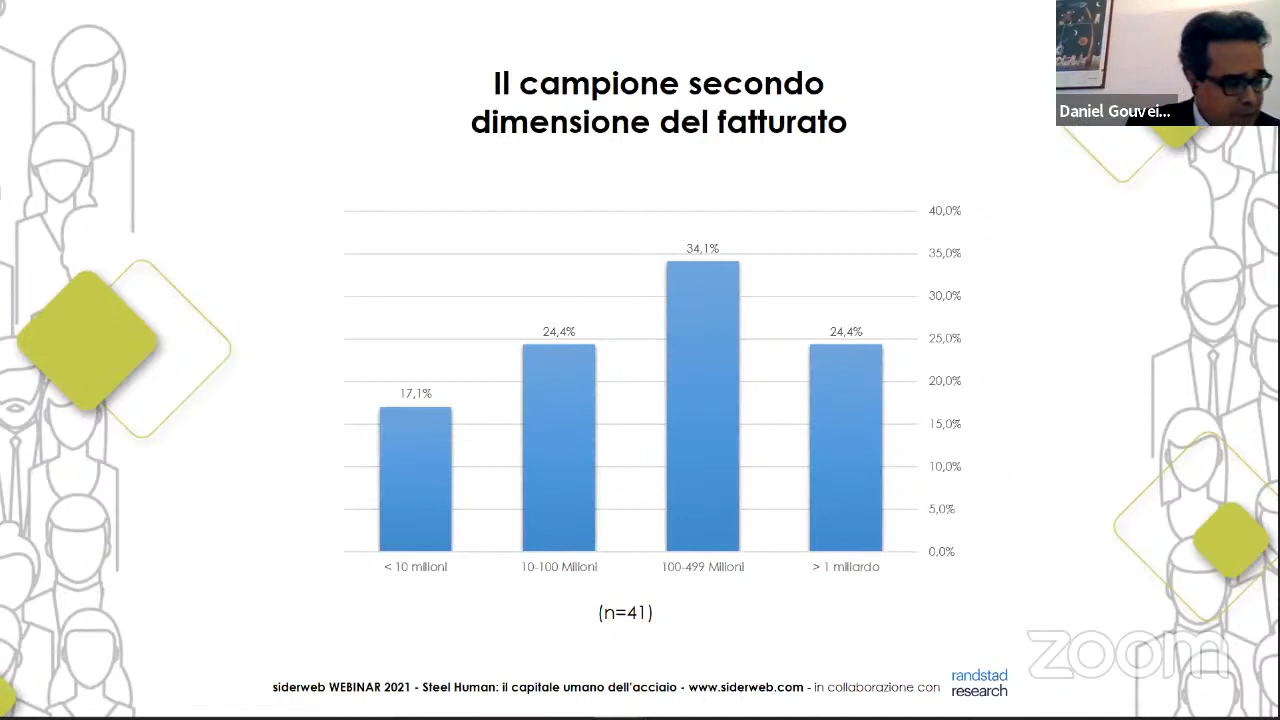 Il campione secondo
dimensione del fatturato
Daniel Gouvei...
40,0%
35,0%
30,0%
25,0%
20,0%
15,0%
10,0%
5,0%
0,0%
17,1%
24,4%
34,1%
24,4%
< 10 milioni
10-100 Milioni
100-499 Milioni
> 1 miliardo
(n=41)
zoom
siderweb WEBINAR 2021 - Steel Human: il capitale umano dell'acciaio - www.siderweb.com - in collaborazione con
randstad
research